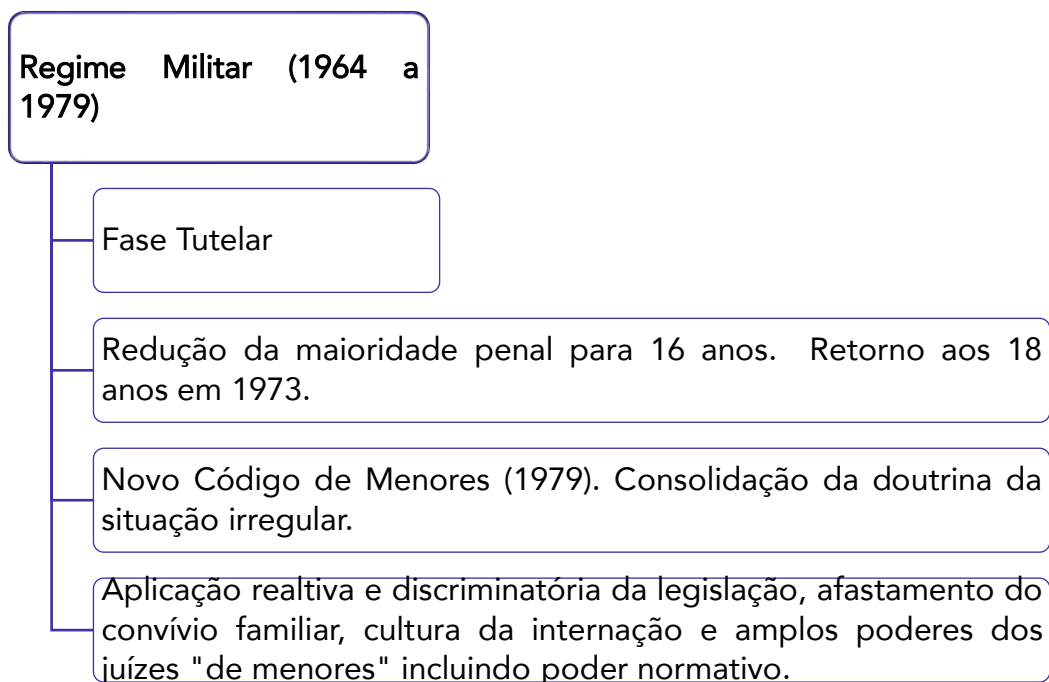 Regime Militar (1964 a
1979)
Fase Tutelar
Redução da maioridade penal para 16 anos. Retorno aos 18
anos em 1973.
Novo Código de Menores (1979). Consolidação da doutrina da
situação irregular.
Aplicação realtiva e discriminatória da legislação, afastamento do
convívio familiar, cultura da internação e amplos poderes dos
juízes "de menores" incluindo poder normativo.